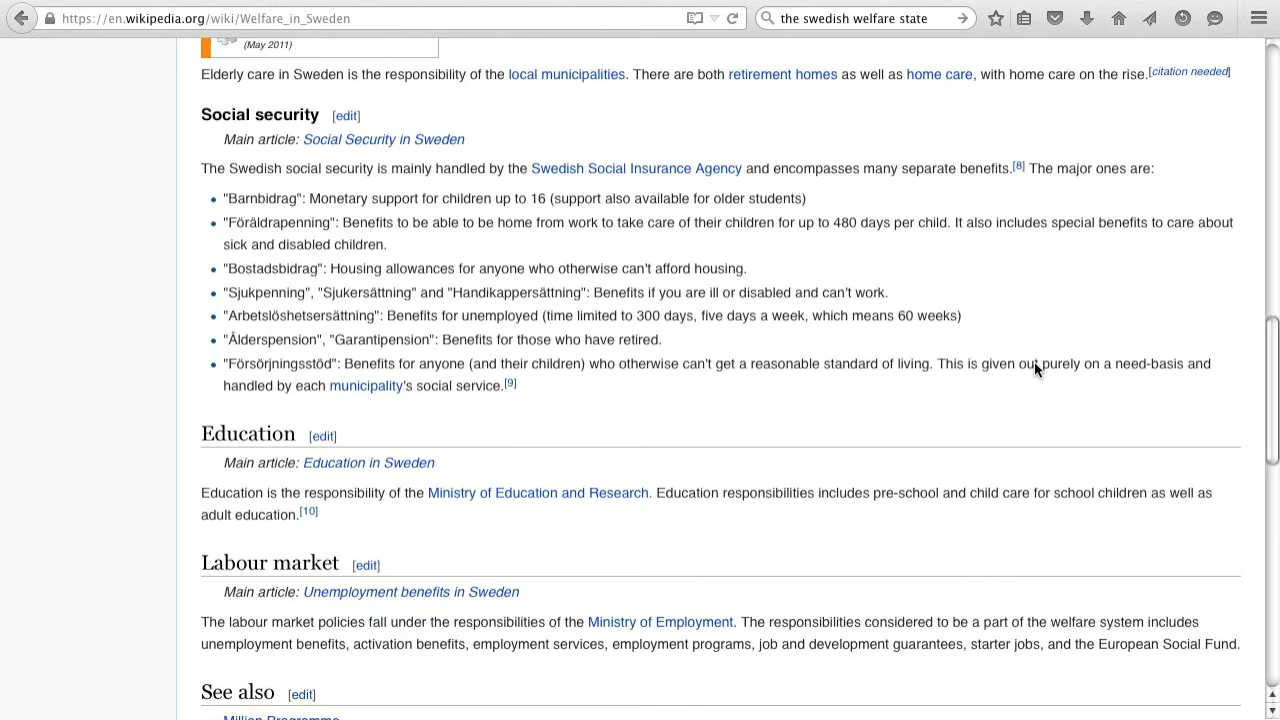 https://en.wikipedia.org/wiki/Welfare_in_Sweden
the swedish welfare state
(May 2011)
Elderly care in Sweden is the responsibility of the local municipalities. There are both retirement homes as well as home care, with home care on the rise.[citation needed]
Social security [edit]
Main article: Social Security in Sweden
The Swedish social security is mainly handled by the Swedish Social Insurance Agency and encompasses many separate benefits.[8] The major ones are:
• "Barnbidrag": Monetary support for children up to 16 (support also available for older students)
• "Föräldrapenning": Benefits to be able to be home from work to take care of their children for up to 480 days per child. It also includes special benefits to care about
sick and disabled children.
• "Bostadsbidrag": Housing allowances for anyone who otherwise can't afford housing.
• "Sjukpenning", "Sjukersättning" and "Handikappersättning": Benefits if you are ill or disabled and can't work.
• "Arbetslöshetsersättning": Benefits for unemployed (time limited to 300 days, five days a week, which means 60 weeks)
• "Ålderspension", "Garantipension": Benefits for those who have retired.
• "Försörjningsstöd": Benefits for anyone (and their children) who otherwise can't get a reasonable standard of living. This is given out purely on a need-basis and
handled by each municipality's social service.[9]
Education [edit]
Main article: Education in Sweden
Education is the responsibility of the Ministry of Education and Research. Education responsibilities includes pre-school and child care for school children as well as
adult education.[10]
Labour market [edit]
Main article: Unemployment benefits in Sweden
The labour market policies fall under the responsibilities of the Ministry of Employment. The responsibilities considered to be a part of the welfare system includes
unemployment benefits, activation benefits, employment services, employment programs, job and development guarantees, starter jobs, and the European Social Fund.
See also [edit]
Million Programme